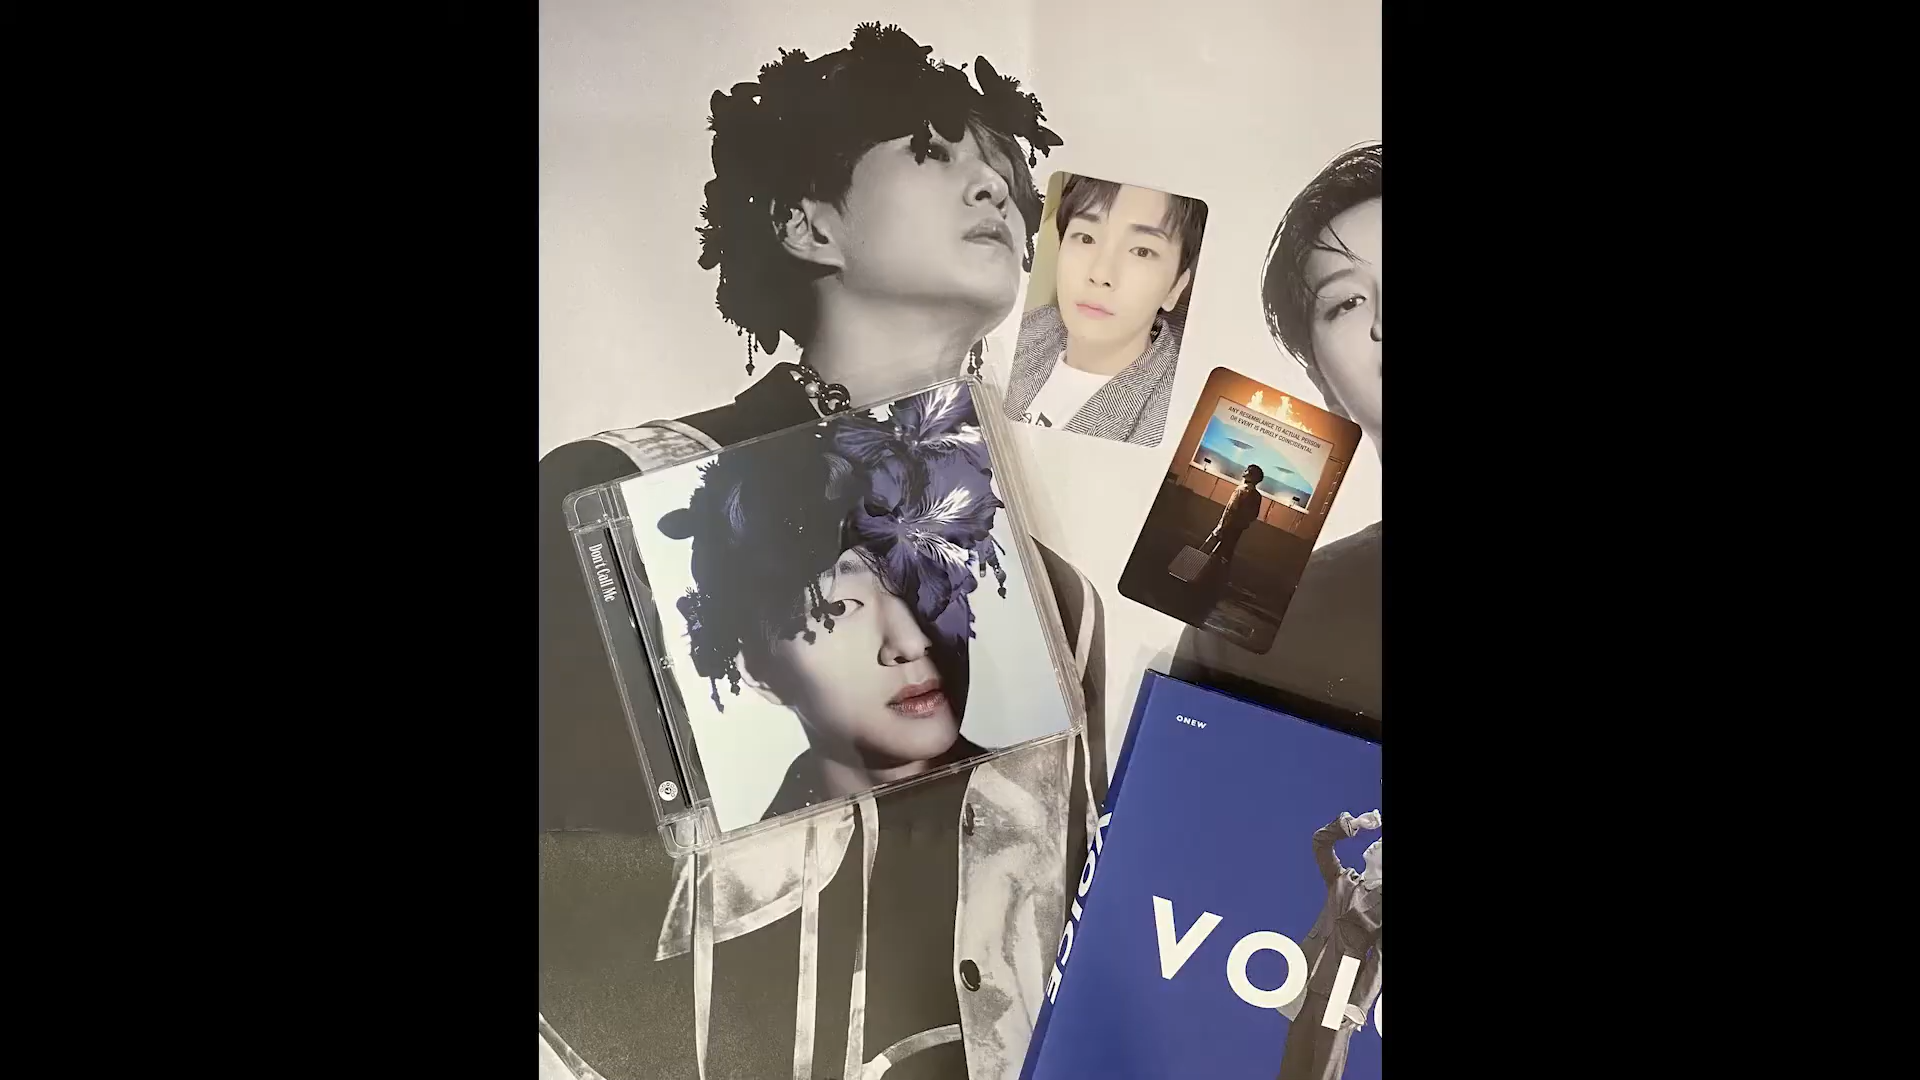 ANY RESEMBLANCE TO ACTUAL PERSON
OR EVENT IS PURELY COINCIDENTAL.
Don't Call Me
ONEW
VOICE
VOI